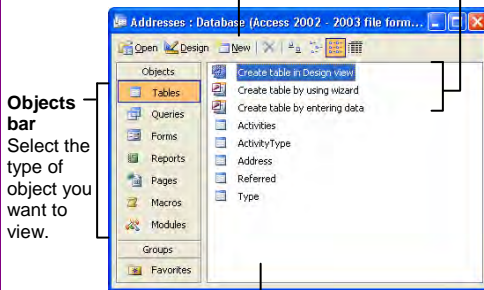 Addresses : Database (Access 2002 - 2003 file form...
Open Design New
Objects
Tables
Queries
Forms
Reports
Pages
Macros
Modules
Groups
Favorites
Create table in Design view
Create table by using wizard
Create table by entering data
Activities
ActivityType
Address
Referred
Type
Objects
bar
Select the
type of
object you
want to
view.